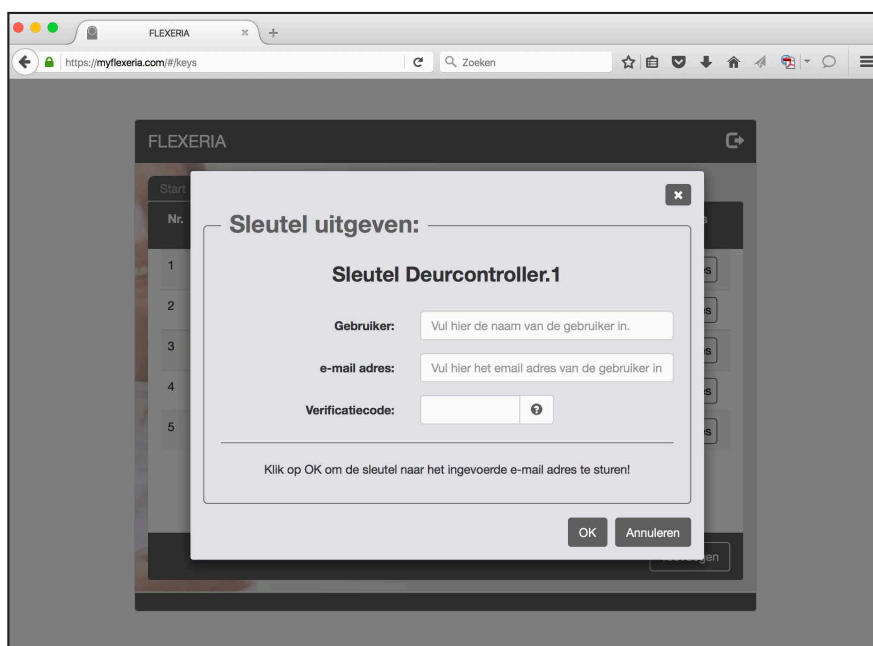 FLEXERIA
https://myflexeria.com/#/keys
Zoeken
FLEXERIA
Start
Nr.
Sleutel uitgeven:
Sleutel Deurcontroller.1
1
2
3
4
5
Gebruiker: Vul hier de naam van de gebruiker in.
e-mail adres: Vul hier het email adres van de gebruiker in
Verificatiecode:
Klik op OK om de sleutel naar het ingevoerde e-mail adres te sturen!
OK Annuleren